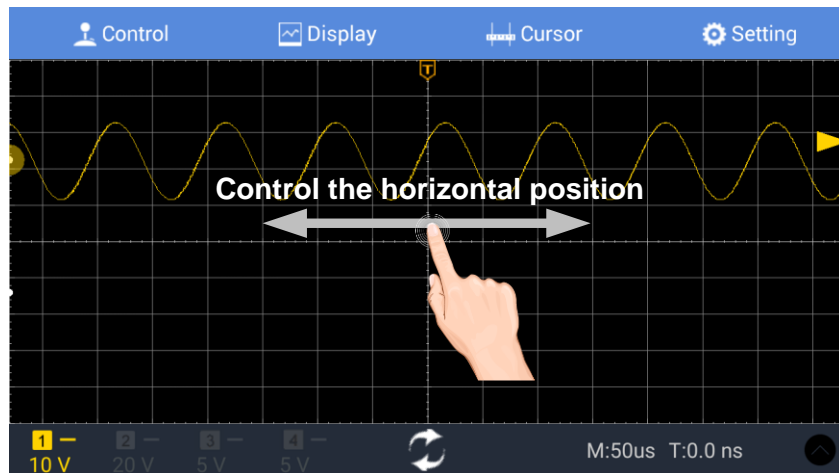 Control Display Cursor Setting
T
Control the horizontal position
1 2 3 4
10 V 20 V 5 V 5 V
M:50us T:0.0 ns